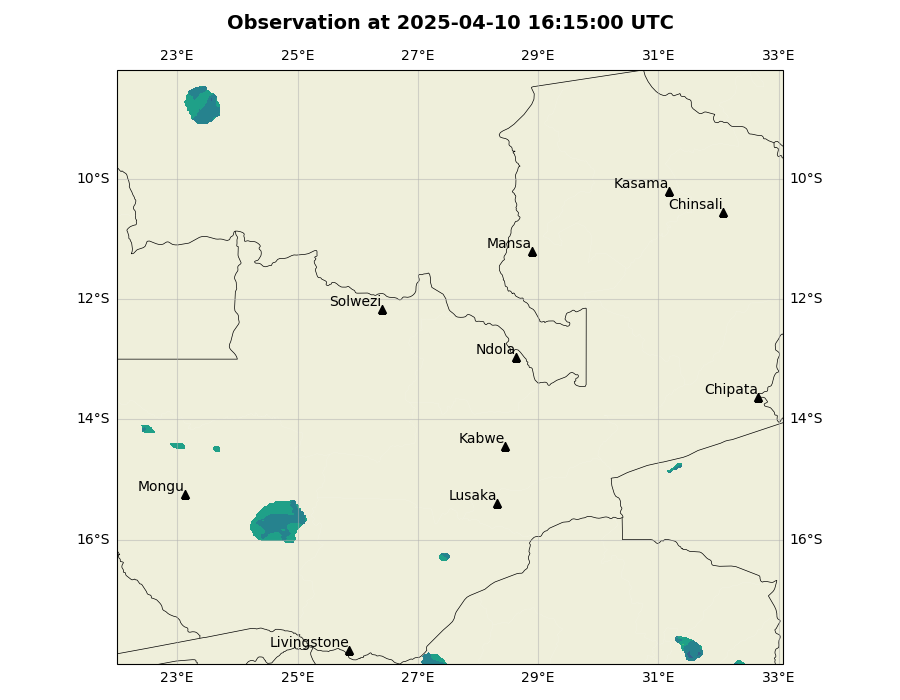 Observation at 2025-04-10 16:15:00 UTC
23°E 25°E 27°E 29°E 31°E 33°E
10°S 10°S
Kasama
Chinsali
Mansa
12°S 12°S
Solwezi
Ndola
Chipata
14°S 14°S
Kabwe
Mongu
Lusaka
16°S 16°S
Livingstone
23°E 25°E 27°E 29°E 31°E 33°E